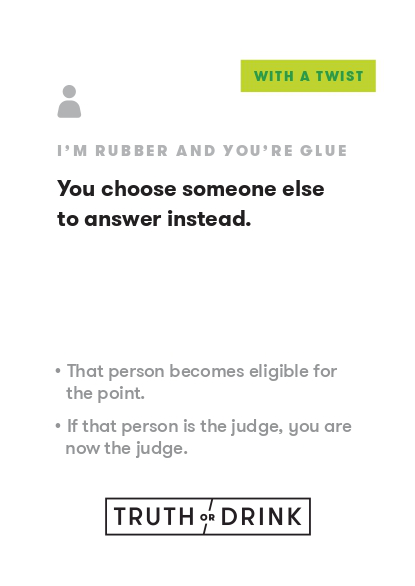 WITH A TWIST
I'M RUBBER AND YOU'RE GLUE
You choose someone else
to answer instead.
• That person becomes eligible for
the point.
• If that person is the judge, you are
now the judge.
TRUTH OR DRINK